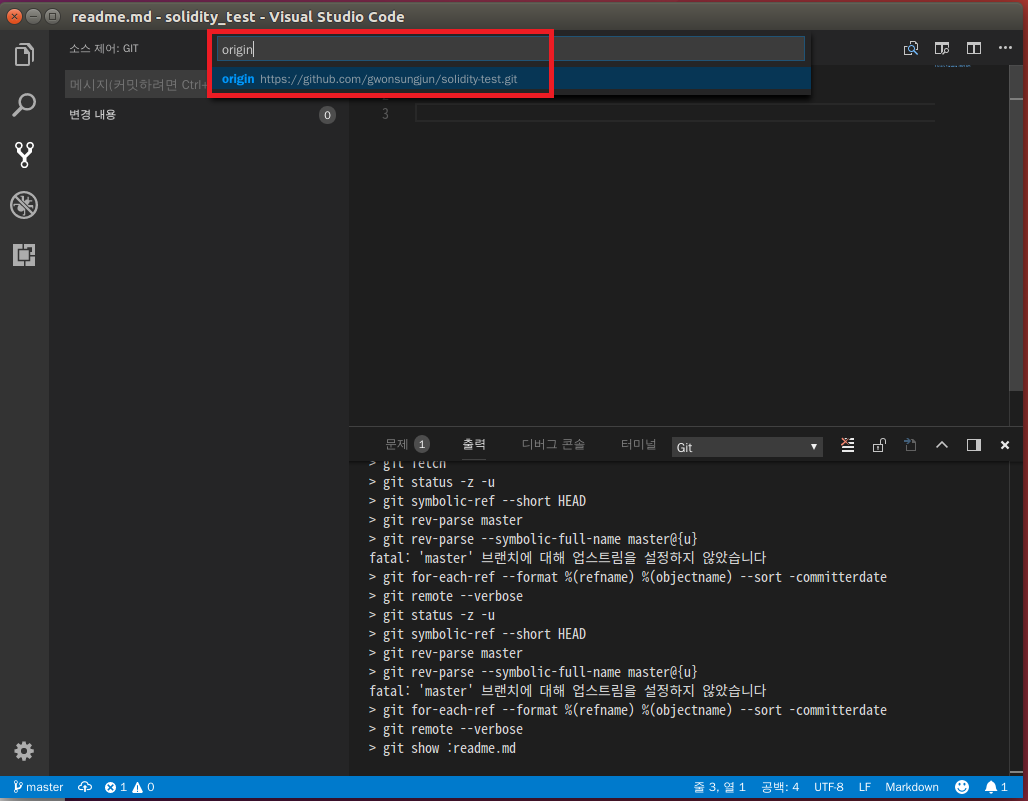 readme.md - solidity_test - Visual Studio Code
소스 제어: GIT
origin
origin https://github.com/gwonsungjun/solidity-test.git
메시지(커밋하려면 Ctrl+
변경 내용 0
3
문제 1 출력 디버그 콘솔 터미널 Git
> git fetch
> git status -z -u
> git symbolic-ref --short HEAD
> git rev-parse master
> git rev-parse --symbolic-full-name master@{u}
fatal: 'master' 브랜치에 대해 업스트림을 설정하지 않았습니다
> git for-each-ref --format %(refname) %(objectname) --sort -committerdate
> git remote --verbose
> git status -z -u
> git symbolic-ref --short HEAD
> git rev-parse master
> git rev-parse --symbolic-full-name master@{u}
fatal: 'master' 브랜치에 대해 업스트림을 설정하지 않았습니다
> git for-each-ref --format %(refname) %(objectname) --sort -committerdate
> git remote --verbose
> git show :readme.md
master 1 0 줄 3, 열 1 공백: 4 UTF-8 LF Markdown 1